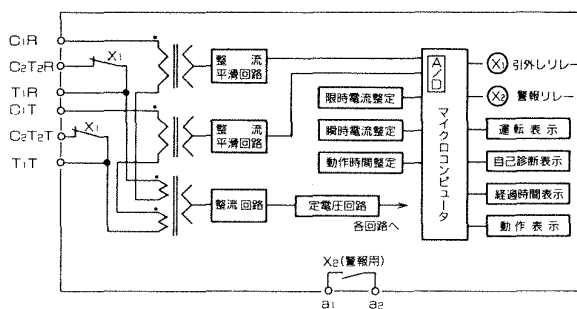 C₁R
C₂T₂R
T₁R
C₁T
C₂T₂T
T₁T
X₁
X₁
整流
平滑回路
整流
平滑回路
整流回路
定電圧回路
各回路へ
限時電流整定
瞬時電流整定
動作時間整定
A/D
マイクロコンピュータ
X₁ 引外しリレー
X₂ 警報リレー
運転表示
自己診断表示
経過時間表示
動作表示
X₂(警報用)
a₁ a₂